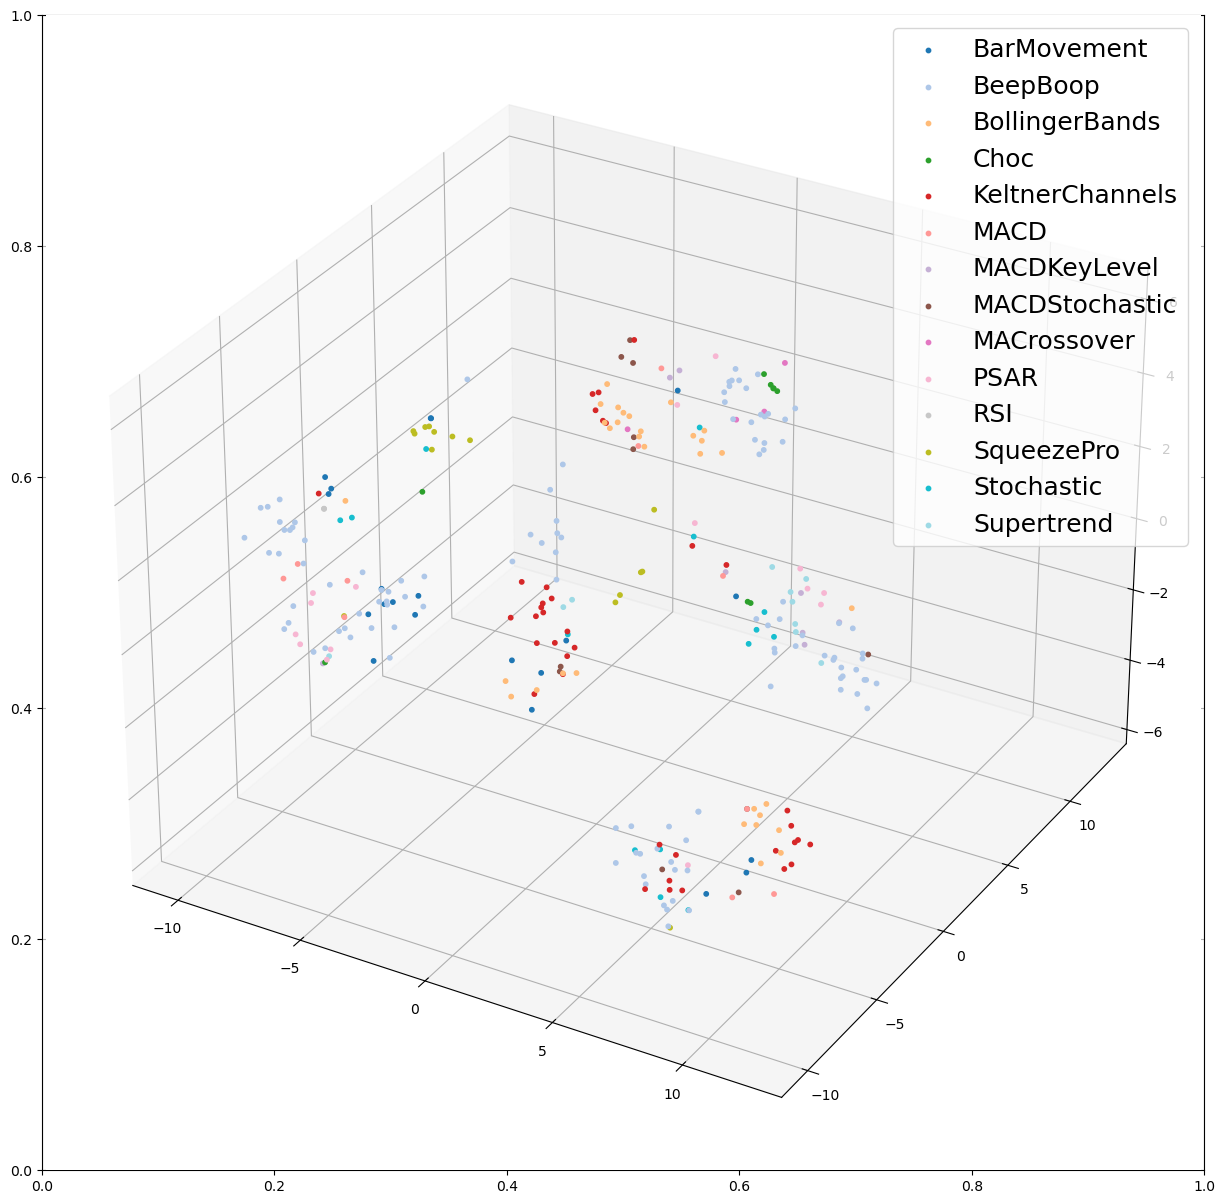 1.0
0.8
0.6
0.4
0.2
0.0
0.0
0.2
0.4
0.6
0.8
1.0
BarMovement
BeepBoop
BollingerBands
Choc
KeltnerChannels
MACD
MACDKeyLevel
MACDStochastic
MACrossover
PSAR
RSI
SqueezePro
Stochastic
Supertrend
6
4
2
0
−2
−4
−6
10
5
0
−5
−10
−10
−5
0
5
10